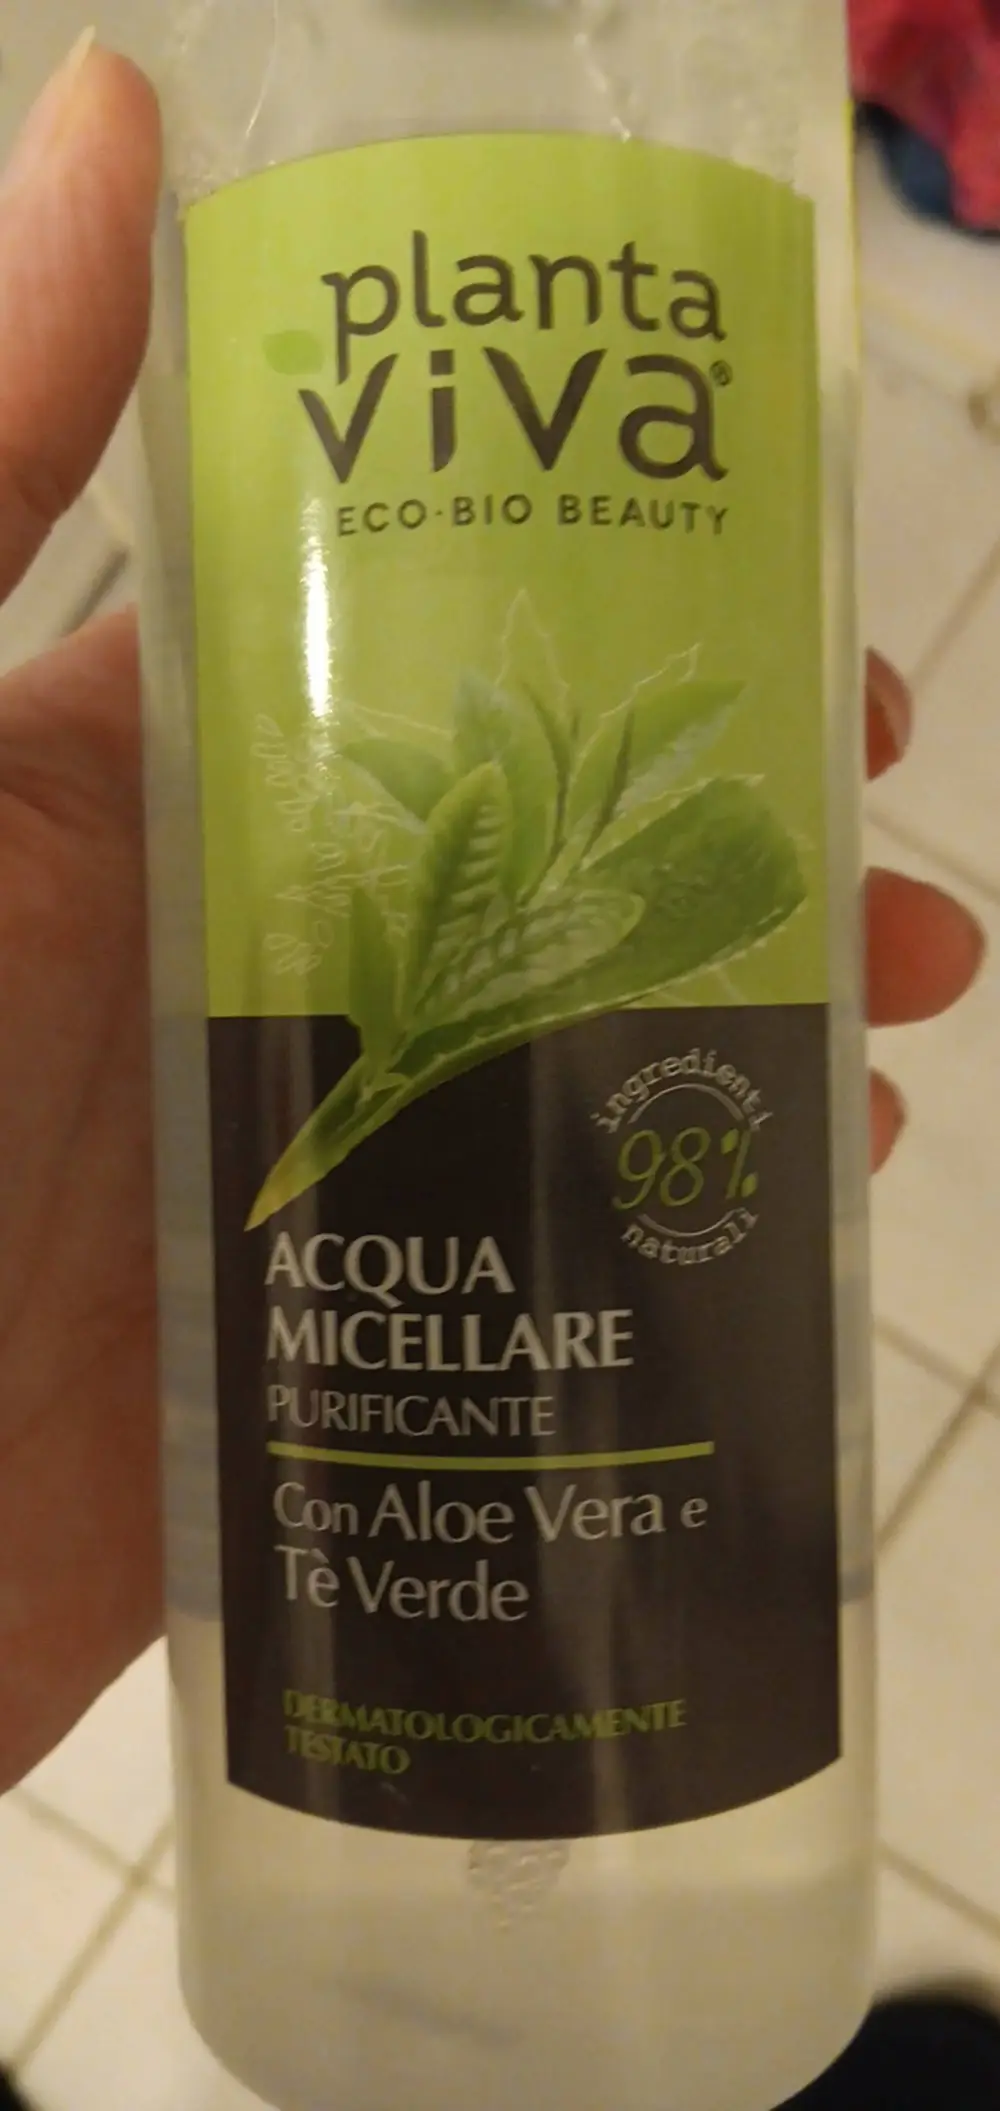 planta
viva®
ECO·BIO BEAUTY
ingredienti
98%
naturali
ACQUA
MICELLARE
PURIFICANTE
Con Aloe Vera e
Tè Verde
DERMATOLOGICAMENTE
TESTATO